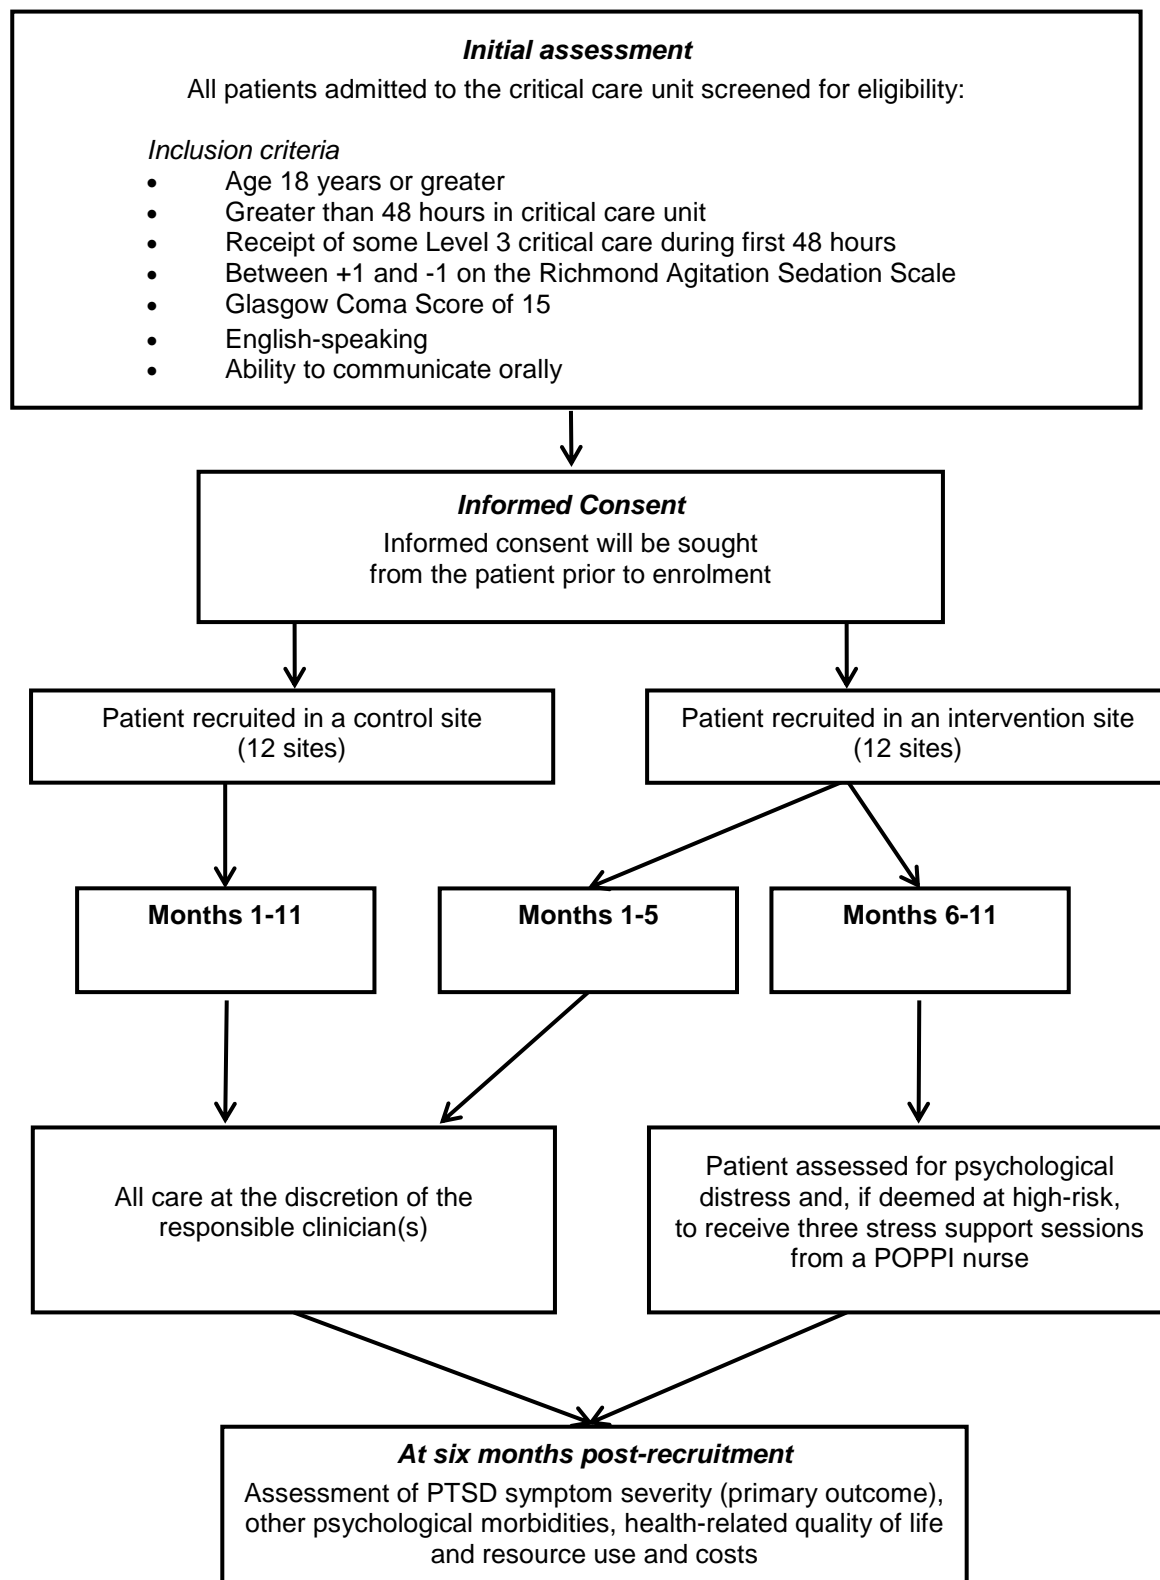 Initial assessment
All patients admitted to the critical care unit screened for eligibility:
Inclusion criteria
• Age 18 years or greater
• Greater than 48 hours in critical care unit
• Receipt of some Level 3 critical care during first 48 hours
• Between +1 and -1 on the Richmond Agitation Sedation Scale
• Glasgow Coma Score of 15
• English-speaking
• Ability to communicate orally
Informed Consent
Informed consent will be sought
from the patient prior to enrolment
Patient recruited in a control site
(12 sites)
Patient recruited in an intervention site
(12 sites)
Months 1-11
Months 1-5
Months 6-11
All care at the discretion of the
responsible clinician(s)
Patient assessed for psychological
distress and, if deemed at high-risk,
to receive three stress support sessions
from a POPPI nurse
At six months post-recruitment
Assessment of PTSD symptom severity (primary outcome),
other psychological morbidities, health-related quality of life
and resource use and costs